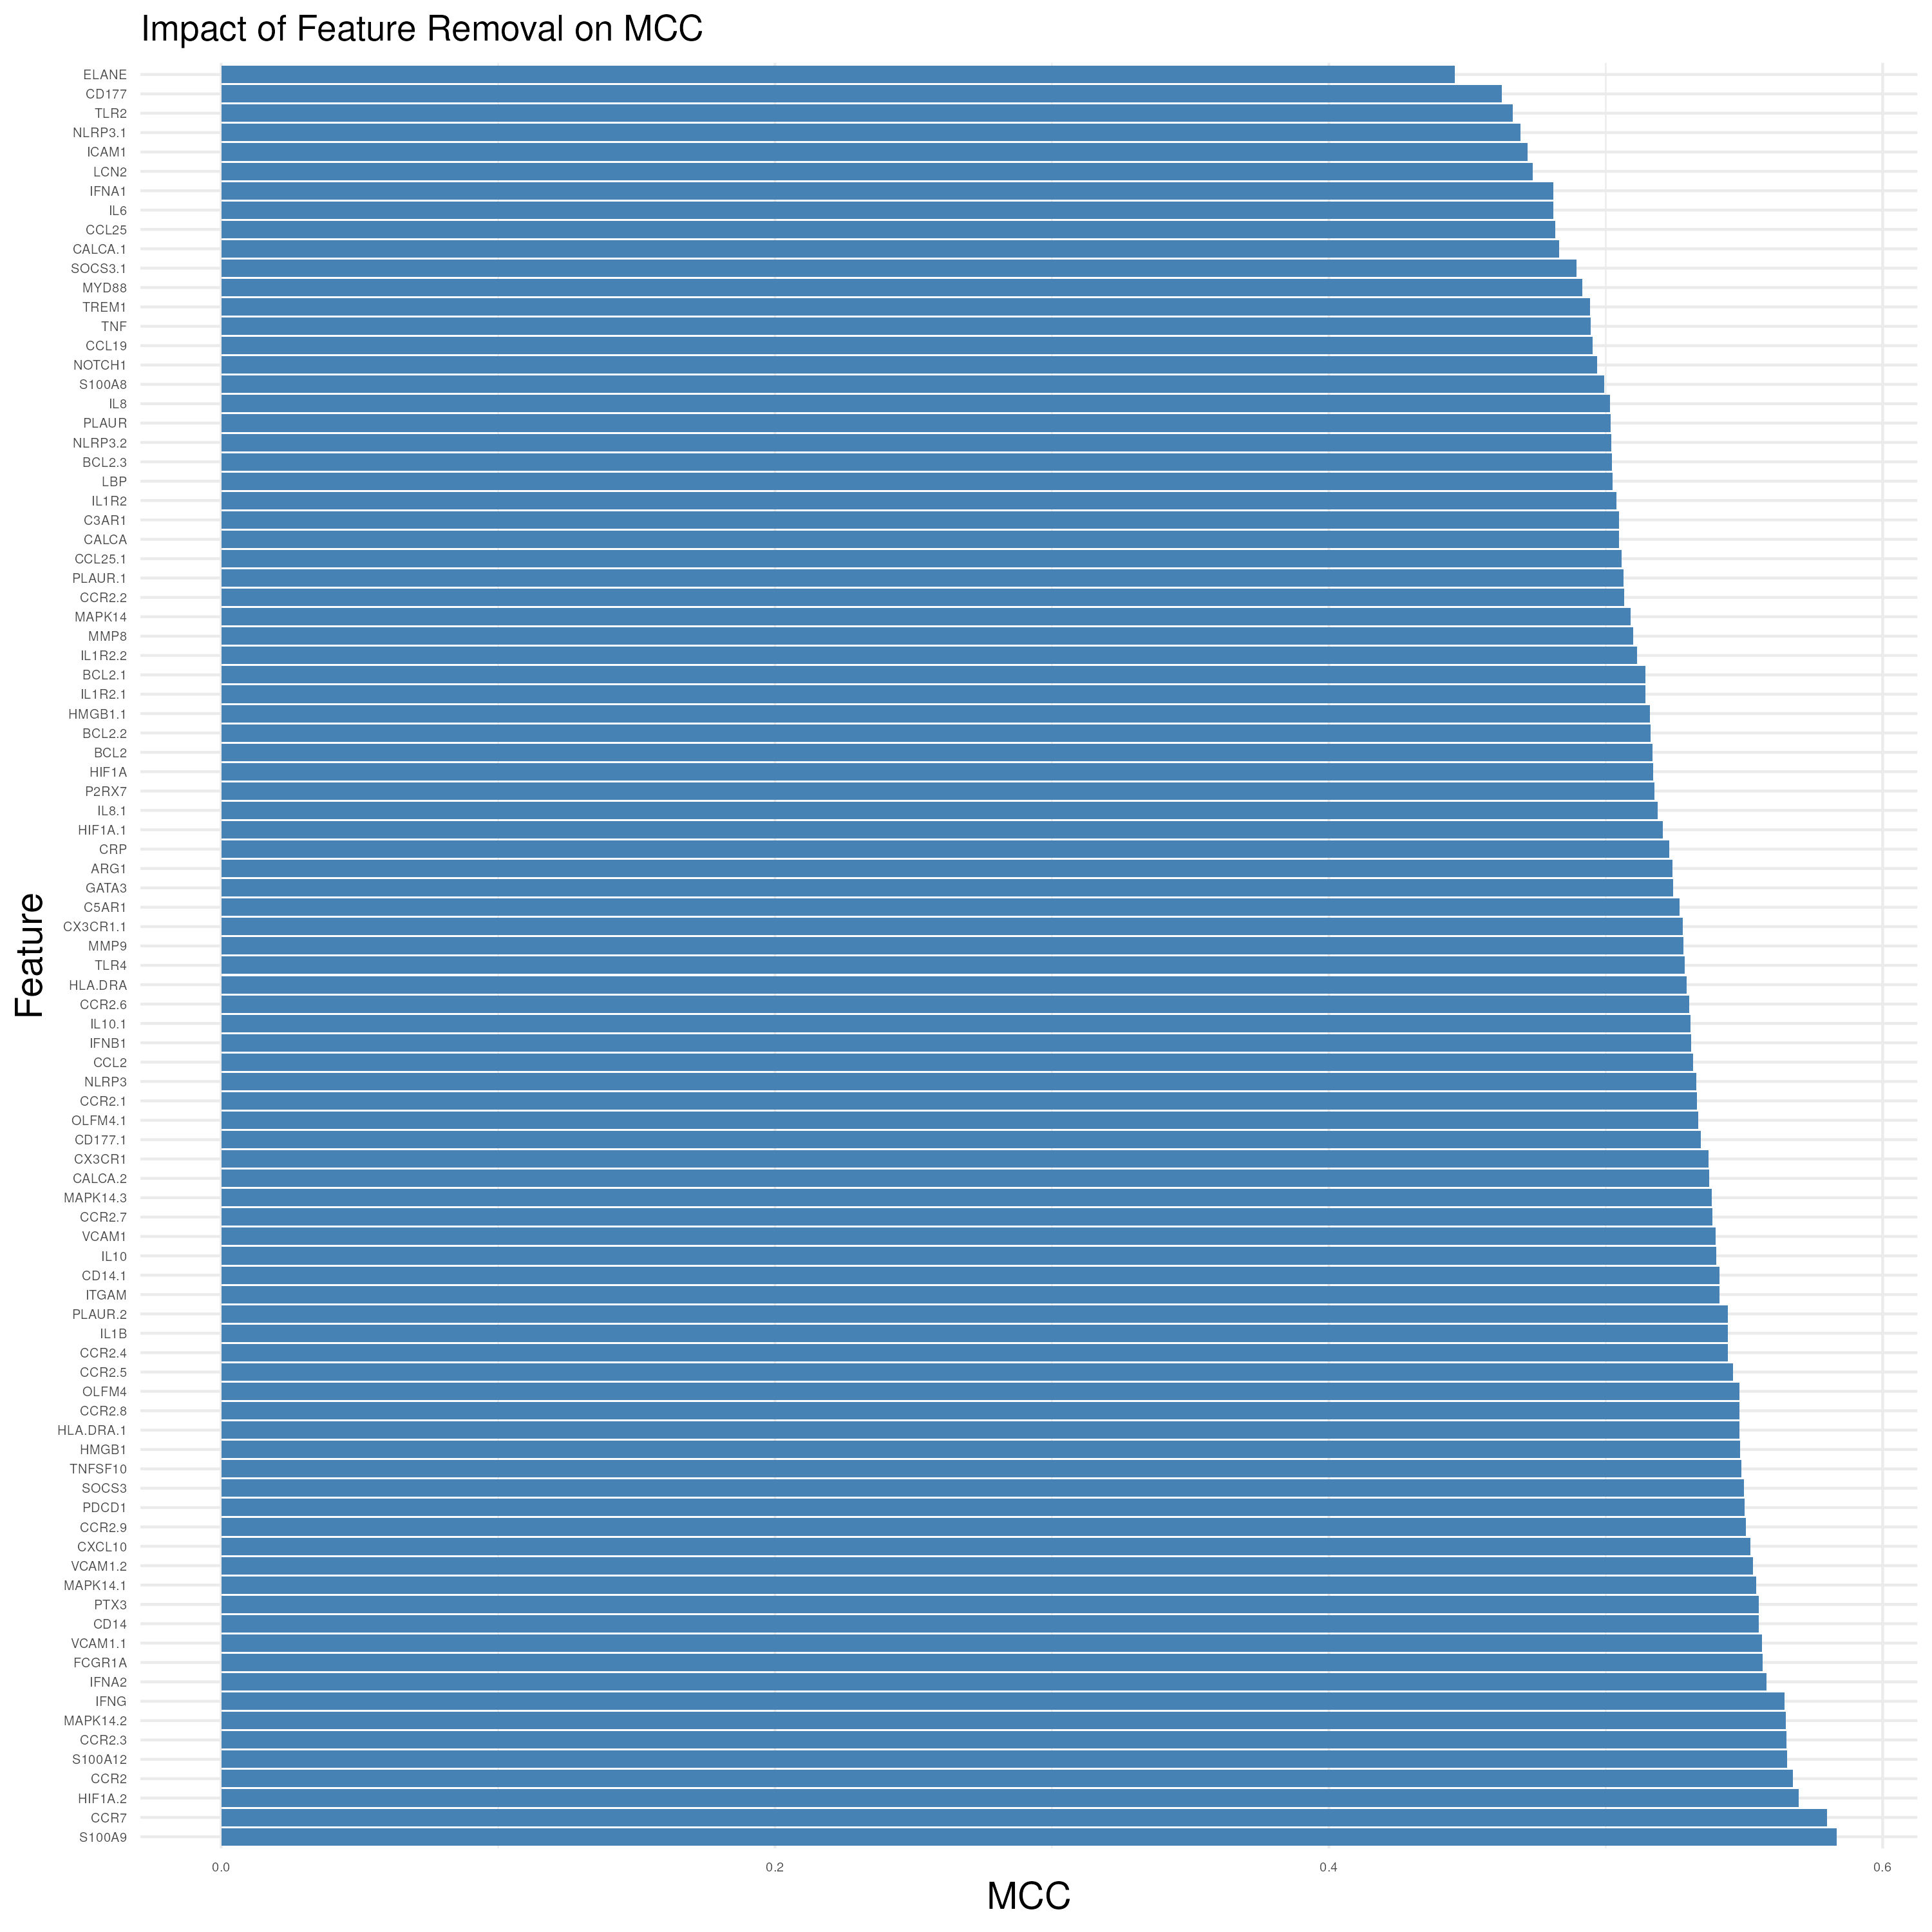 Impact of Feature Removal on MCC
Feature
ELANE
CD177
TLR2
NLRP3.1
ICAM1
LCN2
IFNA1
IL6
CCL25
CALCA.1
SOCS3.1
MYD88
TREM1
TNF
CCL19
NOTCH1
S100A8
IL8
PLAUR
NLRP3.2
BCL2.3
LBP
IL1R2
C3AR1
CALCA
CCL25.1
PLAUR.1
CCR2.2
MAPK14
MMP8
IL1R2.2
BCL2.1
IL1R2.1
HMGB1.1
BCL2.2
BCL2
HIF1A
P2RX7
IL8.1
HIF1A.1
CRP
ARG1
GATA3
C5AR1
CX3CR1.1
MMP9
TLR4
HLA.DRA
CCR2.6
IL10.1
IFNB1
CCL2
NLRP3
CCR2.1
OLFM4.1
CD177.1
CX3CR1
CALCA.2
MAPK14.3
CCR2.7
VCAM1
IL10
CD14.1
ITGAM
PLAUR.2
IL1B
CCR2.4
CCR2.5
OLFM4
CCR2.8
HLA.DRA.1
HMGB1
TNFSF10
SOCS3
PDCD1
CCR2.9
CXCL10
VCAM1.2
MAPK14.1
PTX3
CD14
VCAM1.1
FCGR1A
IFNA2
IFNG
MAPK14.2
CCR2.3
S100A12
CCR2
HIF1A.2
CCR7
S100A9
0.0 0.2 0.4 0.6
MCC